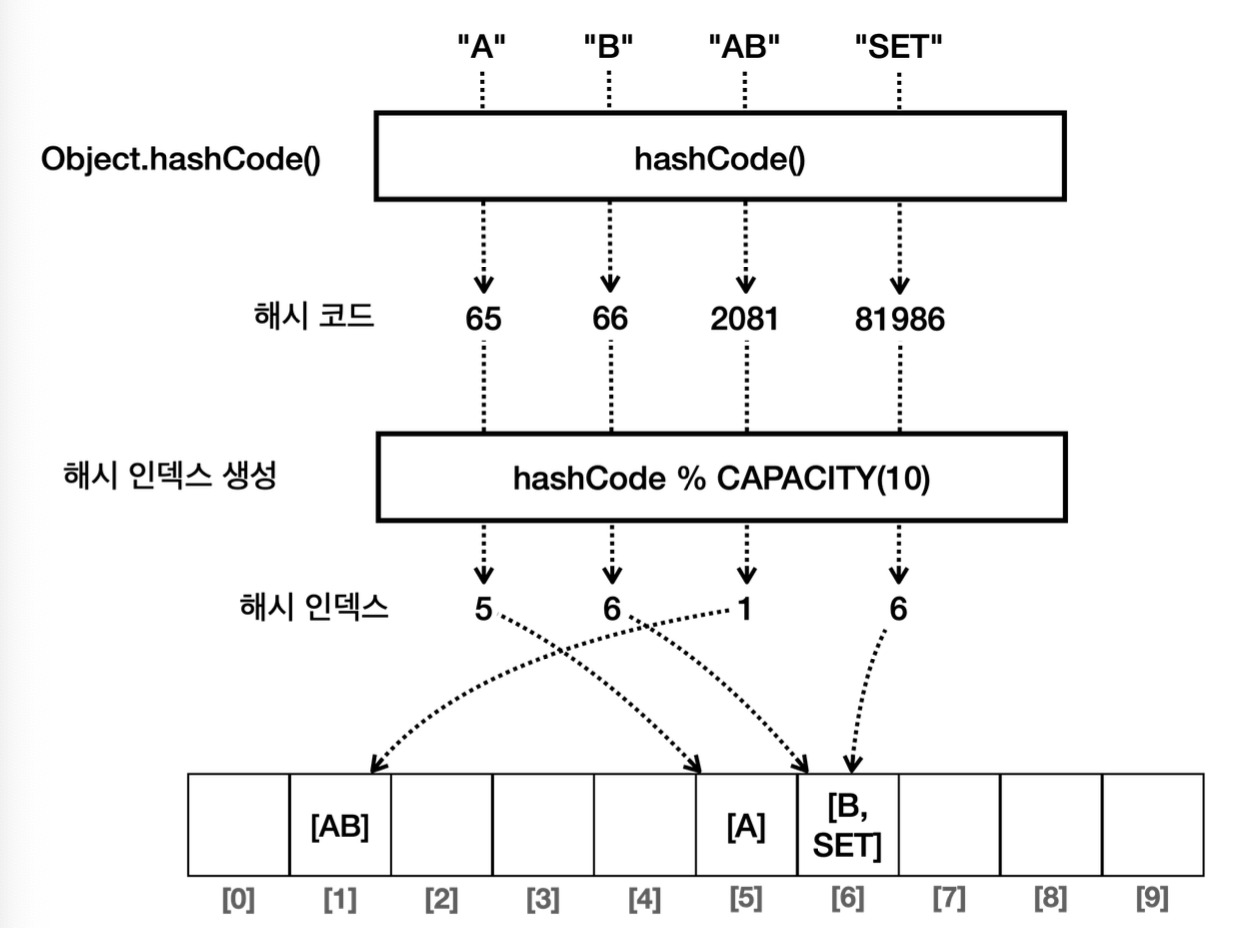 "A" "B" "AB" "SET"
Object.hashCode() hashCode()
해시 코드 65 66 2081 81986
해시 인덱스 생성 hashCode % CAPACITY(10)
해시 인덱스 5 6 1 6
[AB] [A] [B,
SET]
[0] [1] [2] [3] [4] [5] [6] [7] [8] [9]